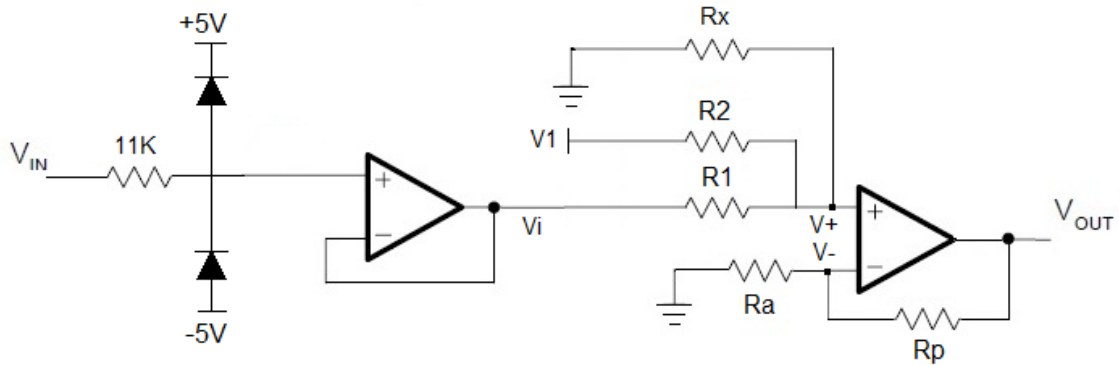 +5V
Rx
R2
V1
11K
VIN
R1
+
−
Vi
V+
V-
+
−
VOUT
Ra
-5V
Rp